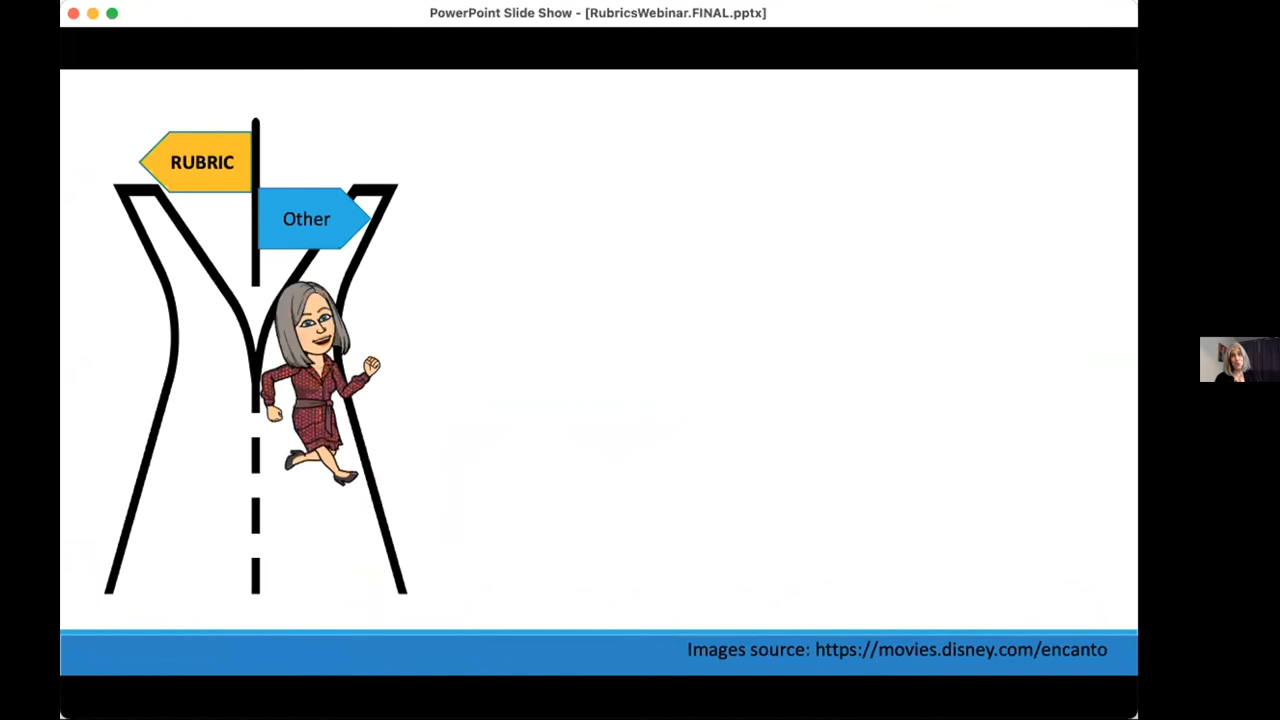 PowerPoint Slide Show - [RubricsWebinar.FINAL.pptx]
RUBRIC
Other
Images source: https://movies.disney.com/encanto